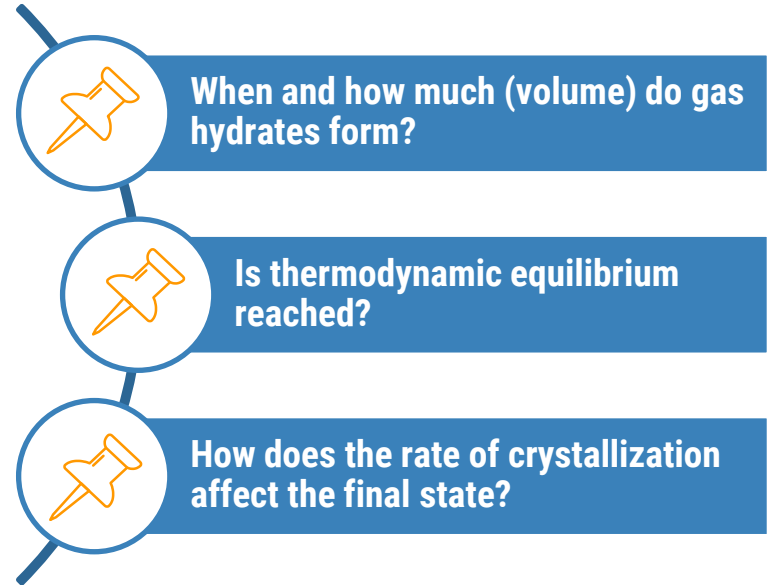 When and how much (volume) do gas
hydrates form?
Is thermodynamic equilibrium
reached?
How does the rate of crystallization
affect the final state?